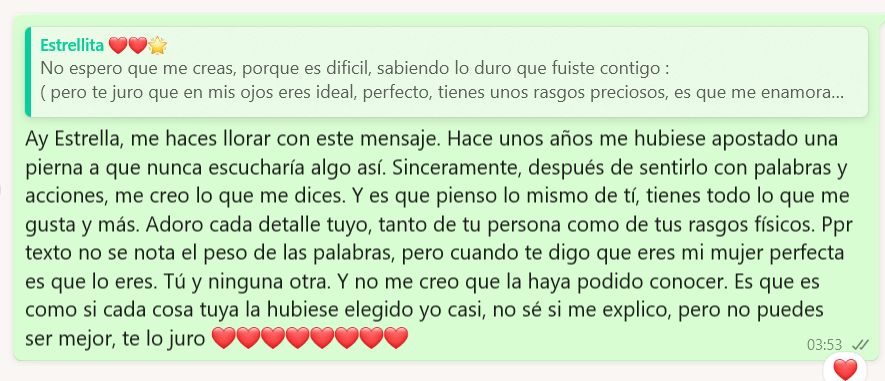 Estrellita ❤️❤️🌟
No espero que me creas, porque es dificil, sabiendo lo duro que fuiste contigo :
( pero te juro que en mis ojos eres ideal, perfecto, tienes unos rasgos preciosos, es que me enamora...
Ay Estrella, me haces llorar con este mensaje. Hace unos años me hubiese apostado una
pierna a que nunca escucharía algo así. Sinceramente, después de sentirlo con palabras y
acciones, me creo lo que me dices. Y es que pienso lo mismo de tí, tienes todo lo que me
gusta y más. Adoro cada detalle tuyo, tanto de tu persona como de tus rasgos físicos. Ppr
texto no se nota el peso de las palabras, pero cuando te digo que eres mi mujer perfecta
es que lo eres. Tú y ninguna otra. Y no me creo que la haya podido conocer. Es que es
como si cada cosa tuya la hubiese elegido yo casi, no sé si me explico, pero no puedes
ser mejor, te lo juro ❤️❤️❤️❤️❤️❤️❤️❤️
03:53